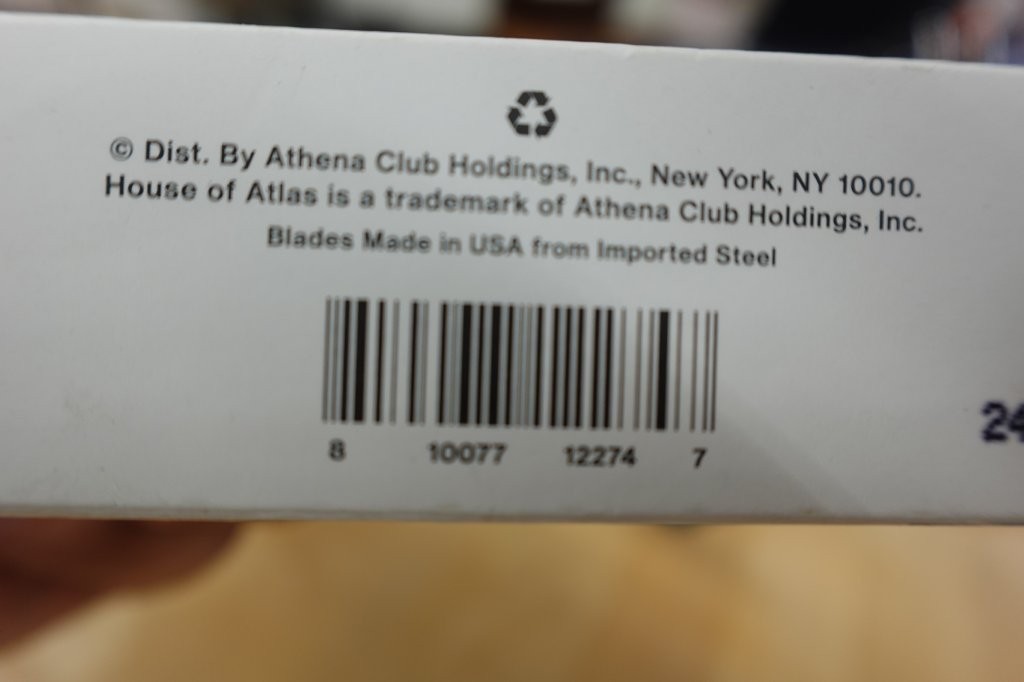 © Dist. By Athena Club Holdings, Inc., New York, NY 10010.
House of Atlas is a trademark of Athena Club Holdings, Inc.
Blades Made in USA from Imported Steel
24
8 10077 12274 7